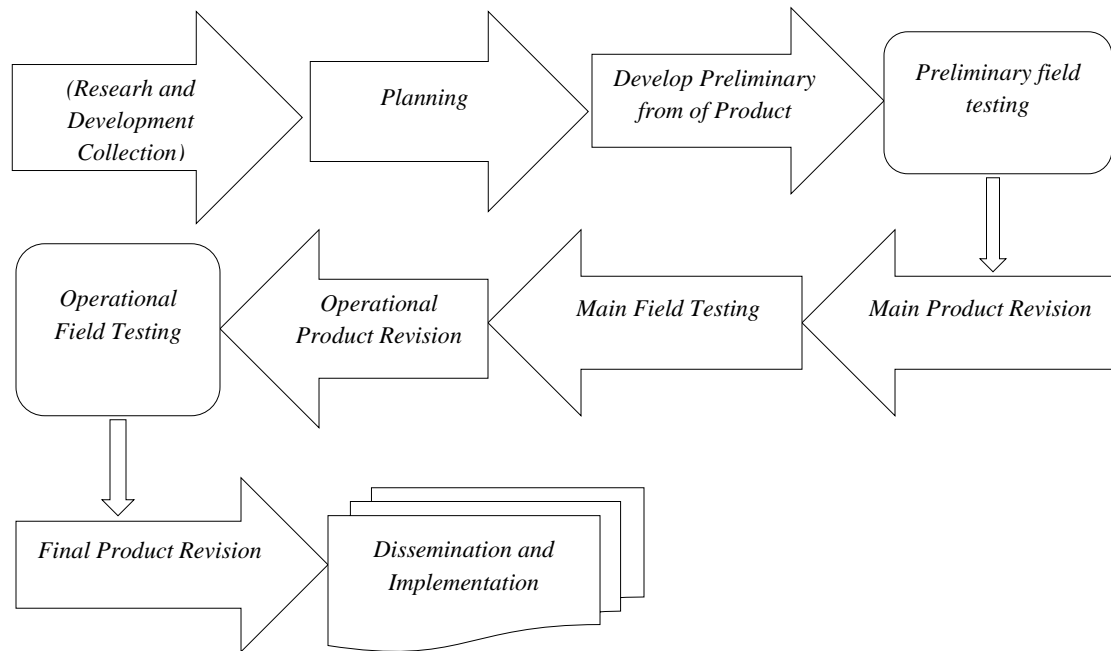 (Researh and
Development
Collection)
Planning
Develop Preliminary
from of Product
Preliminary field
testing
Main Product Revision
Main Field Testing
Operational
Product Revision
Operational
Field Testing
Final Product Revision
Dissemination and
Implementation